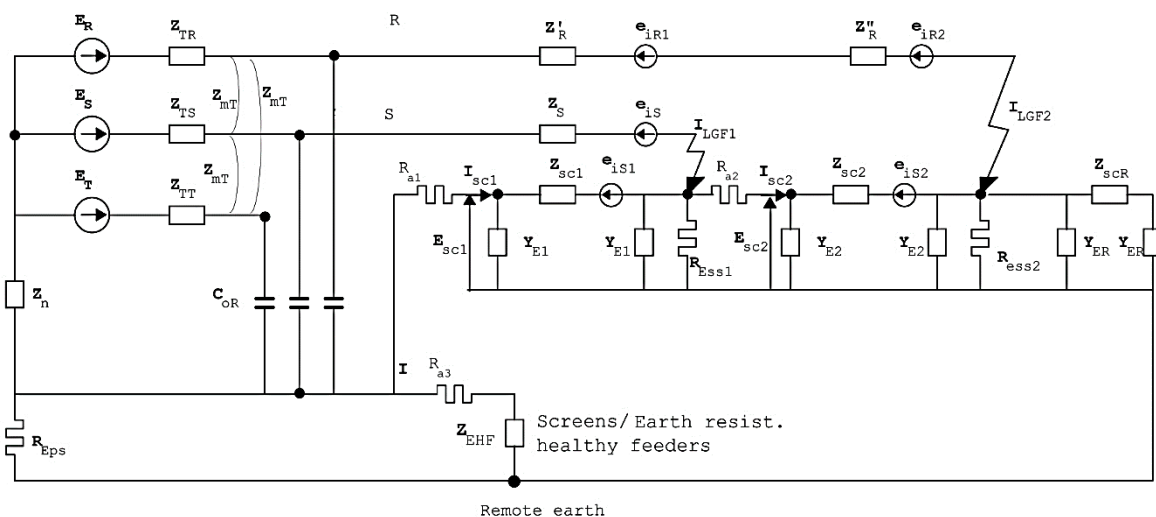 E_R Z_TR R Z'_R e_iR1 Z"_R e_iR2
Z_mT Z_mT
E_S Z_TS S Z_S e_iS I_LGF1 I_LGF2
Z_mT
E_T Z_TT R_a1 I_sc1 Z_sc1 e_iS1 R_a2 I_sc2 Z_sc2 e_iS2 Z_scR
E_sc1 Y_E1 Y_E1 R_Ess1 E_sc2 Y_E2 Y_E2 R_ess2 Y_ER Y_ER
Z_n C_oR
I R_a3
R_Eps Z_EHF Screens/Earth resist.
healthy feeders
Remote earth